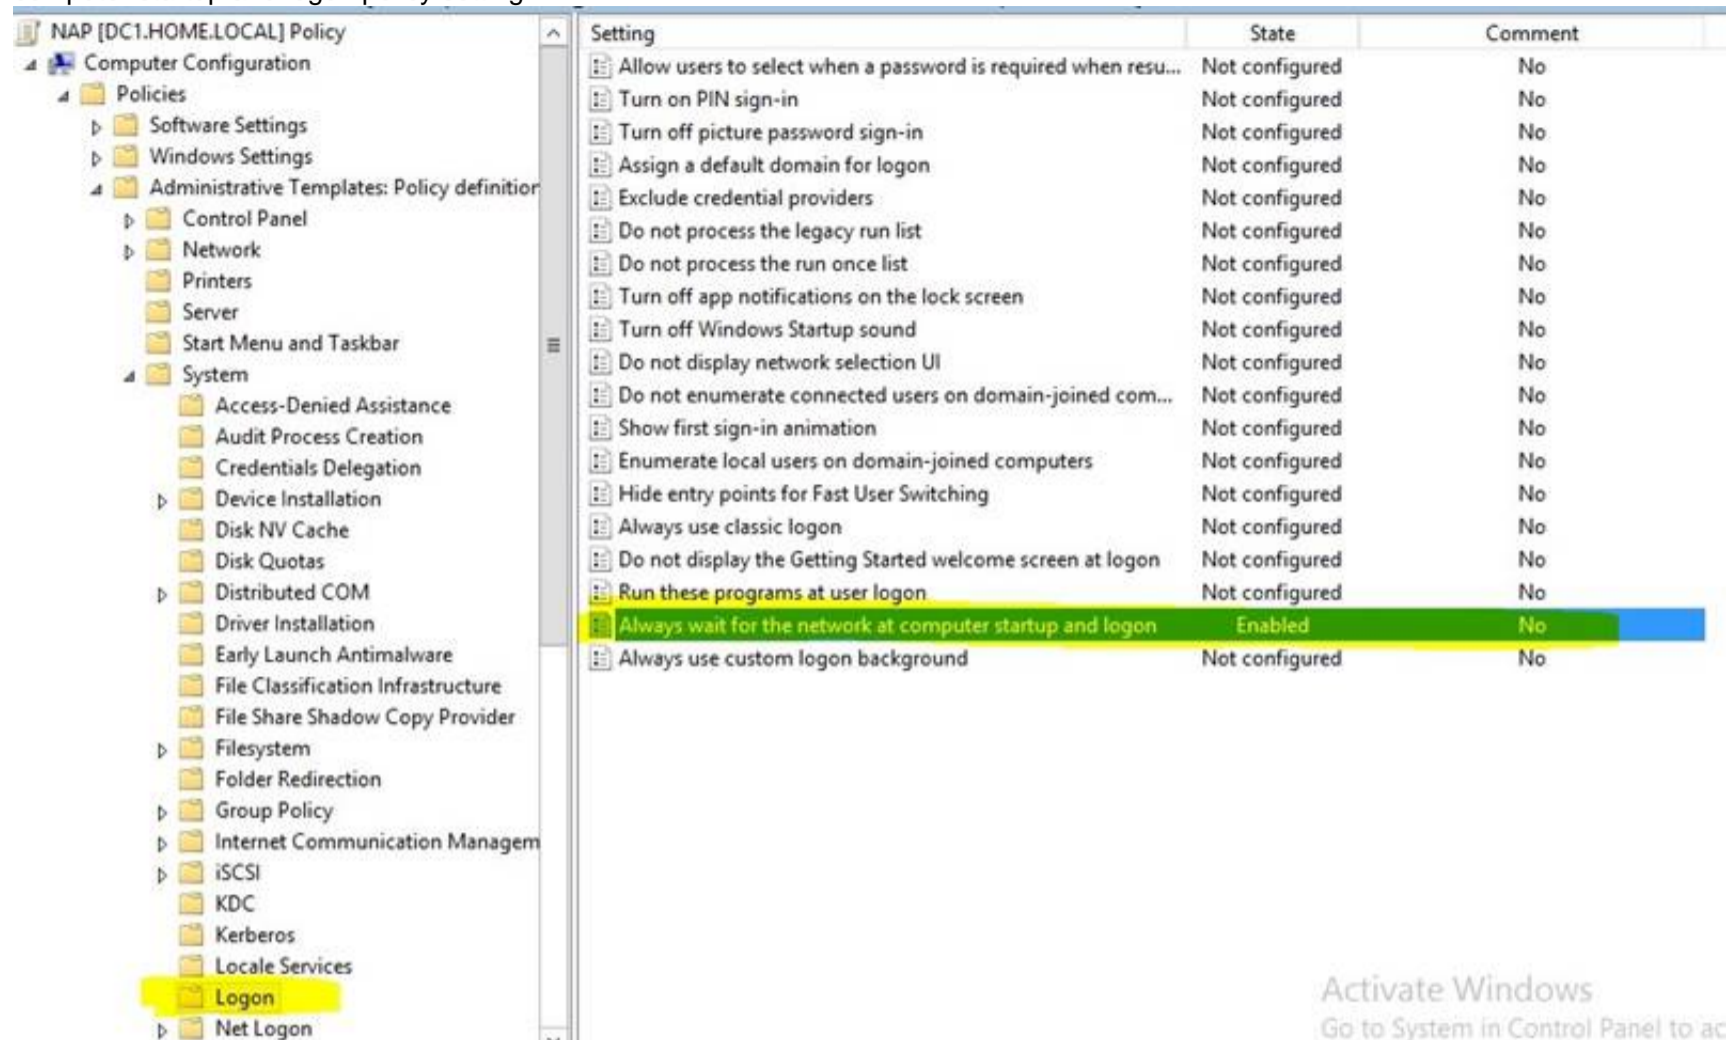 NAP [DC1.HOME.LOCAL] Policy
Computer Configuration
Policies
Software Settings
Windows Settings
Administrative Templates: Policy definition
Control Panel
Network
Printers
Server
Start Menu and Taskbar
System
Access-Denied Assistance
Audit Process Creation
Credentials Delegation
Device Installation
Disk NV Cache
Disk Quotas
Distributed COM
Driver Installation
Early Launch Antimalware
File Classification Infrastructure
File Share Shadow Copy Provider
Filesystem
Folder Redirection
Group Policy
Internet Communication Managem
iSCSI
KDC
Kerberos
Locale Services
Logon
Net Logon
Setting State Comment
Allow users to select when a password is required when resu... Not configured No
Turn on PIN sign-in Not configured No
Turn off picture password sign-in Not configured No
Assign a default domain for logon Not configured No
Exclude credential providers Not configured No
Do not process the legacy run list Not configured No
Do not process the run once list Not configured No
Turn off app notifications on the lock screen Not configured No
Turn off Windows Startup sound Not configured No
Do not display network selection UI Not configured No
Do not enumerate connected users on domain-joined com... Not configured No
Show first sign-in animation Not configured No
Enumerate local users on domain-joined computers Not configured No
Hide entry points for Fast User Switching Not configured No
Always use classic logon Not configured No
Do not display the Getting Started welcome screen at logon Not configured No
Run these programs at user logon Not configured No
Always wait for the network at computer startup and logon Enabled No
Always use custom logon background Not configured No
Activate Windows
Go to System in Control Panel to ac